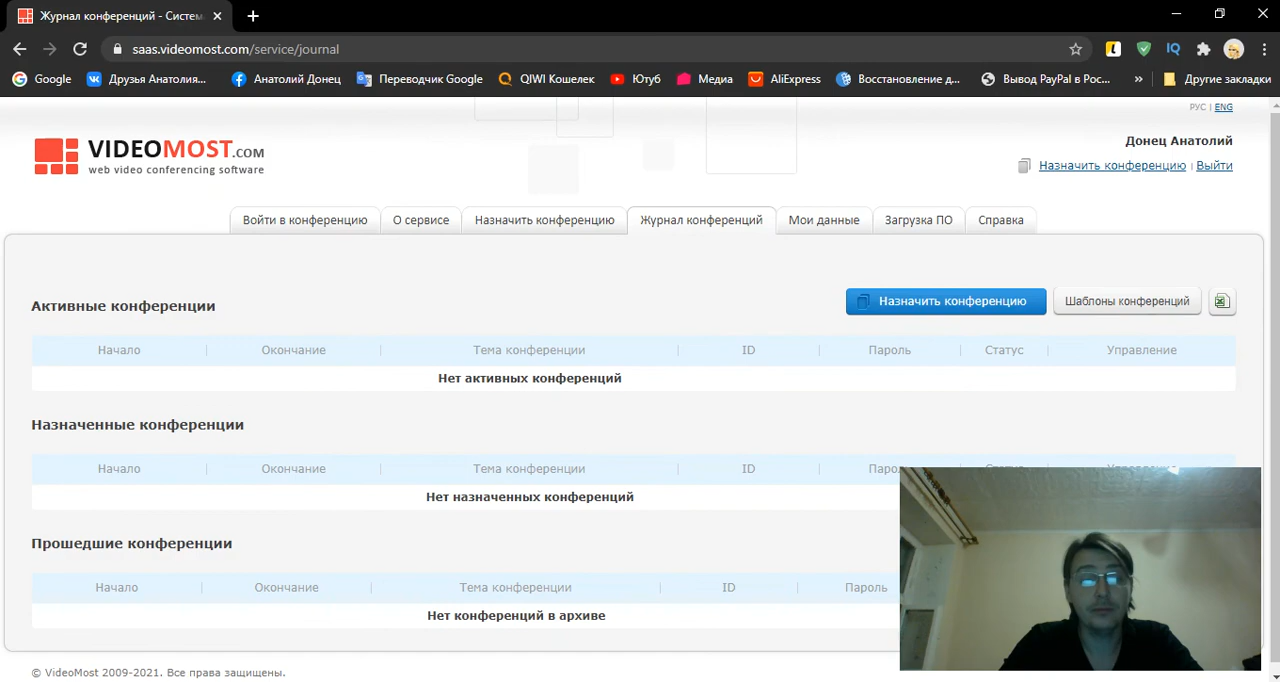 Журнал конференций - Систем
saas.videomost.com/service/journal
Google Друзья Анатолия... Анатолий Донец Переводчик Google QIWI Кошелек Ютуб Медиа AliExpress Восстановление д... Вывод PayPal в Рос... » Другие закладки
РУС | ENG
VIDEOMOST.COM
web video conferencing software
Донец Анатолий
Назначить конференцию | Выйти
Войти в конференцию О сервисе Назначить конференцию Журнал конференций Мои данные Загрузка ПО Справка
Активные конференции
Назначить конференцию Шаблоны конференций
Начало Окончание Тема конференции ID Пароль Статус Управление
Нет активных конференций
Назначенные конференции
Начало Окончание Тема конференции ID
Нет назначенных конференций
Прошедшие конференции
Начало Окончание Тема конференции ID Пароль
Нет конференций в архиве
© VideoMost 2009-2021. Все права защищены.